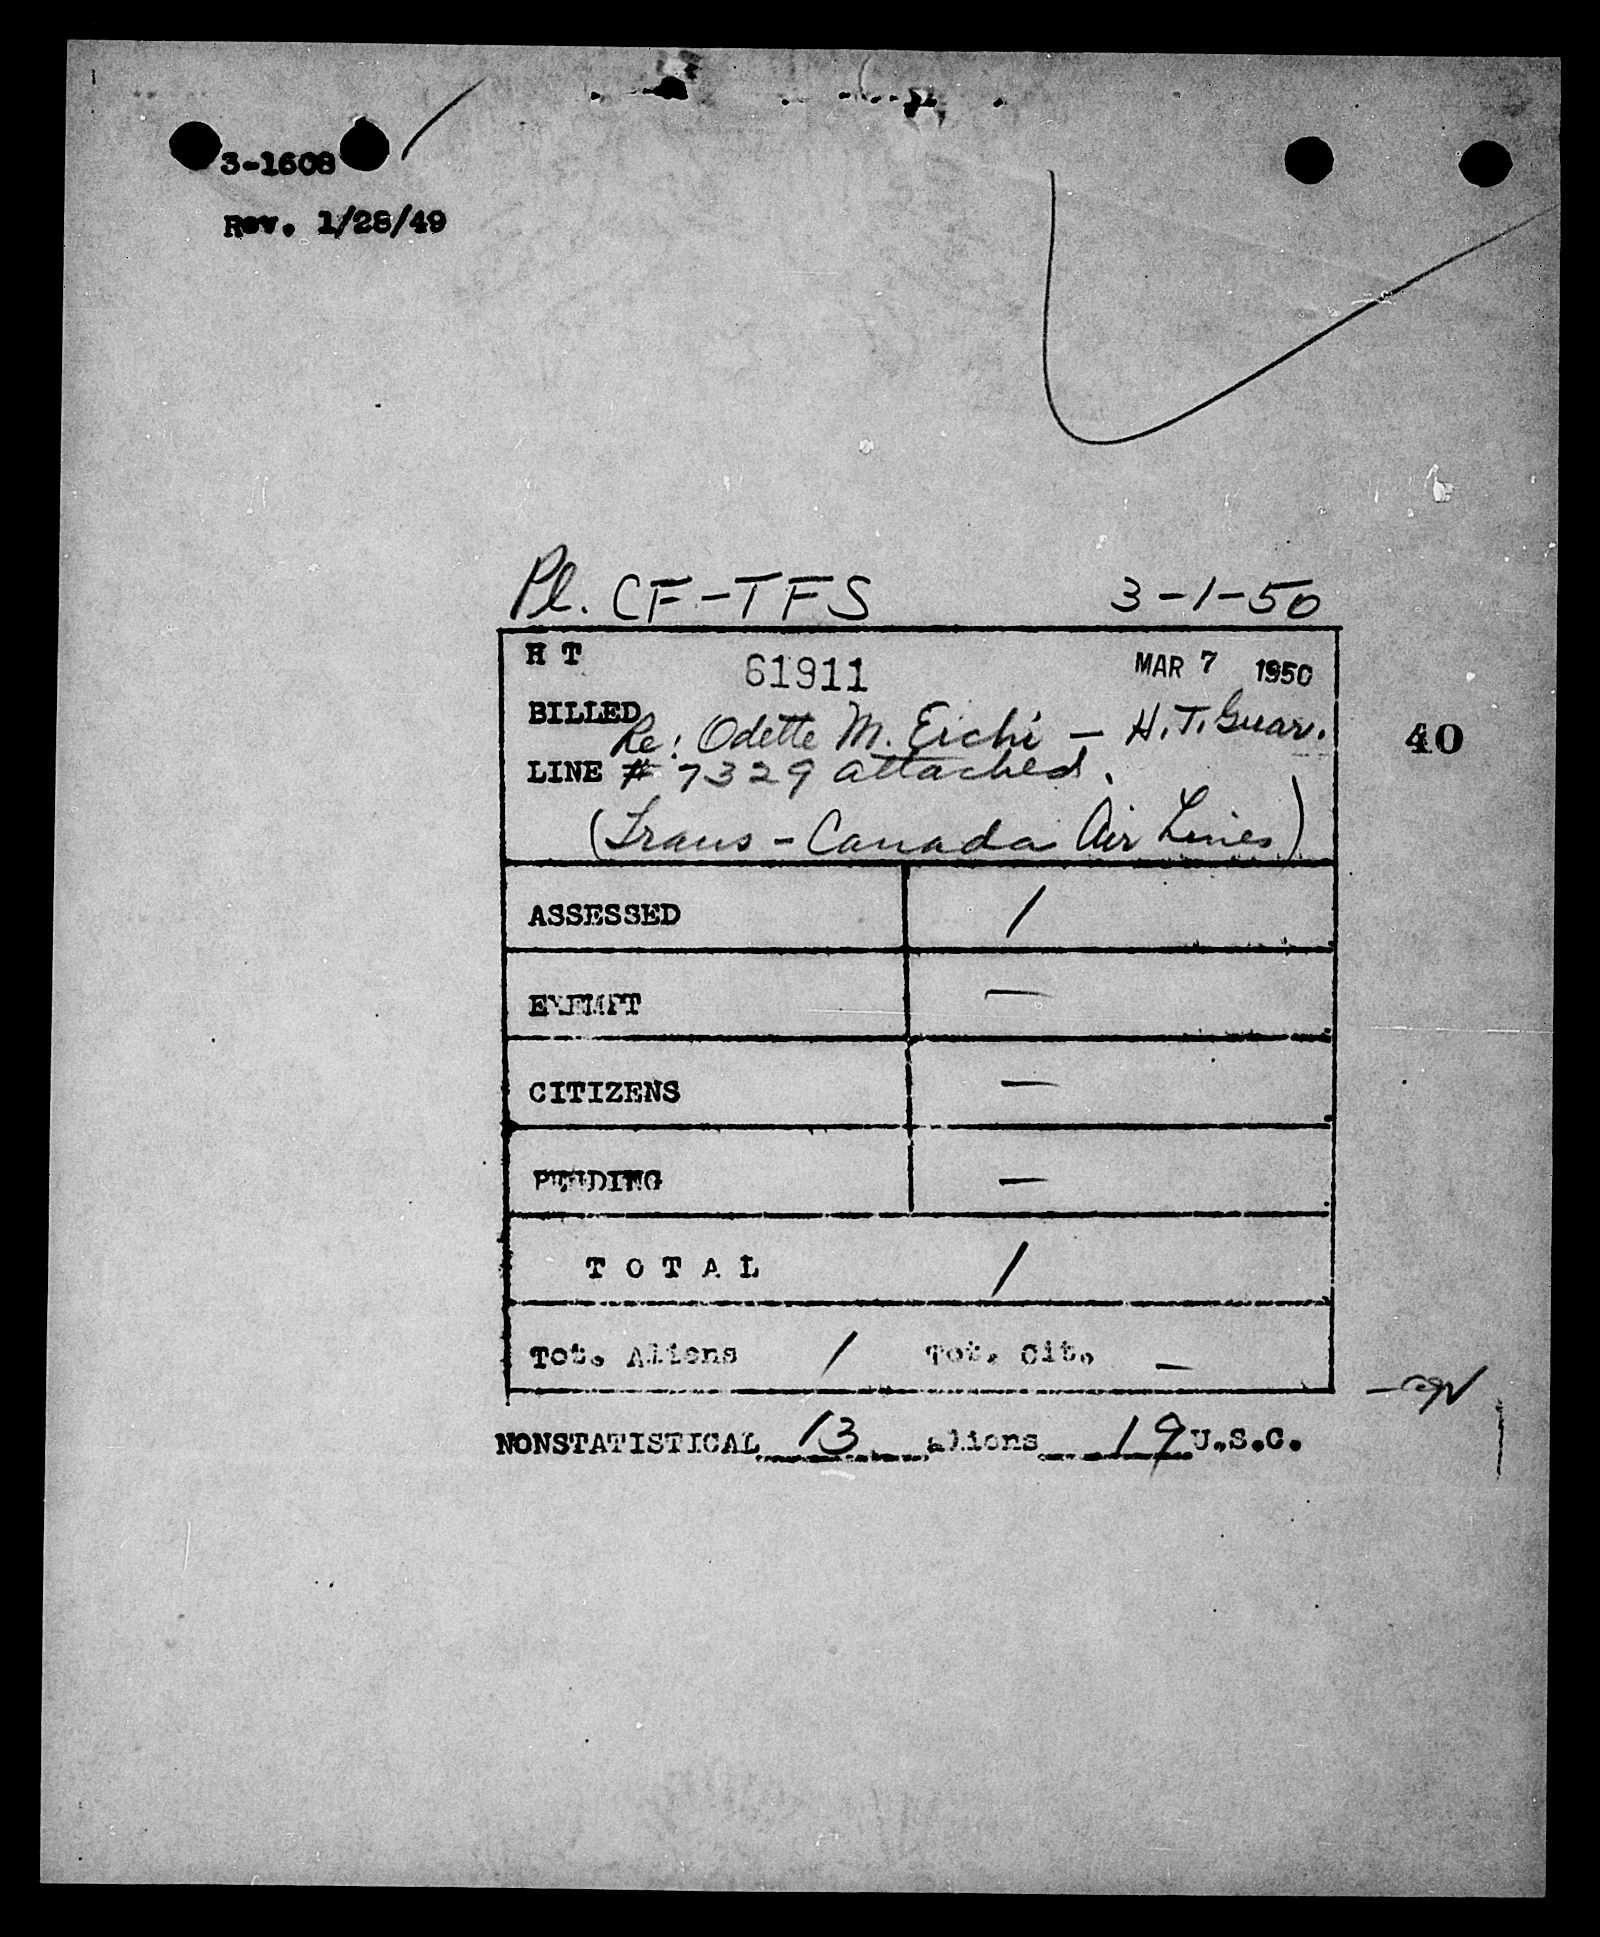 3-1608
Rev. 1/28/49
Pl. CF-TFS 3-1-50
H T 61911 MAR 7 1950
BILLED
Re: Odette M. Eichi — H.T. Guar.
40
LINE # 7329 attached.
(Trans-Canada Air Lines)
ASSESSED 1
EXEMPT —
CITIZENS —
PENDING —
T O T A L 1
Tot. Aliens 1 Tot. Cit. —
NONSTATISTICAL 13 aliens 19 U.S.C.